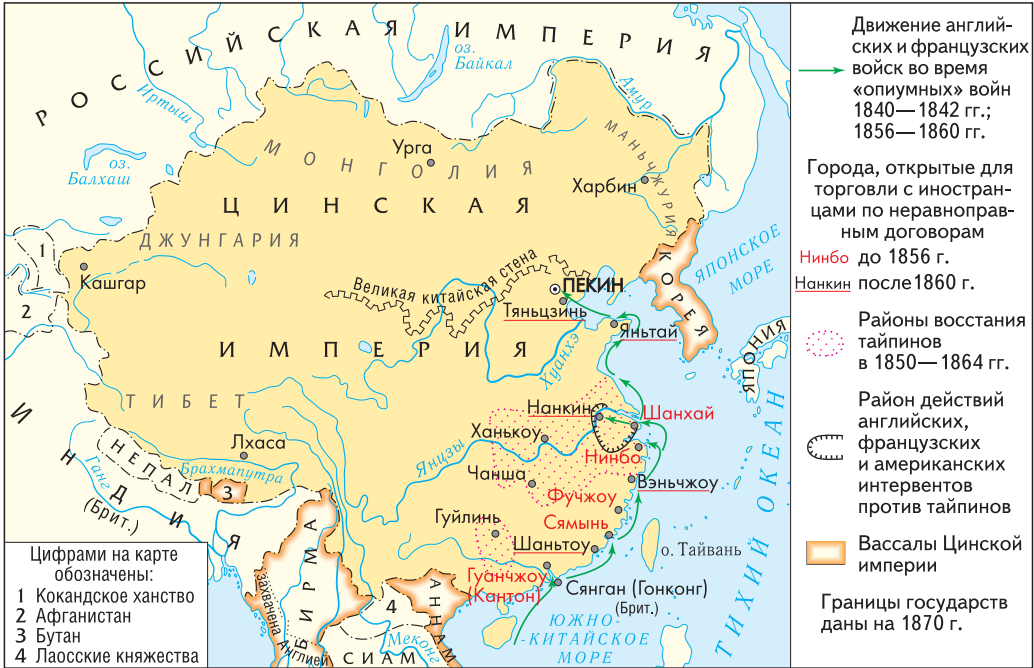 РОССИЙСКАЯ ИМПЕРИЯ
оз.
Байкал
Иртыш
Амур
оз.
Балхаш
Урга
МОНГОЛИЯ
МАНЬЧЖУРИЯ
Харбин
ЦИНСКАЯ
ИМПЕРИЯ
ДЖУНГАРИЯ
1
Кашгар
2
Великая китайская стена
ПЕКИН
Тяньцзинь
Яньтай
КОРЕЯ
ЯПОНСКОЕ
МОРЕ
ЯПОНИЯ
Хуанхэ
ТИБЕТ
Лхаса
Нанкин
Шанхай
Ханькоу
Янцзы
Нинбо
Чанша
Вэньчжоу
Фучжоу
Гуйлинь
Сямынь
Шаньтоу
о. Тайвань
Гуанчжоу
(Кантон)
Сянган (Гонконг)
(Брит.)
ЮЖНО-
-КИТАЙСКОЕ
МОРЕ
ТИХИЙ ОКЕАН
НЕПАЛ
Ганг
Брахмапутра
3
ИНДИЯ
(Брит.)
БИРМА
захвачена Англией
4
АННАМ
Меконг
СИАМ
Цифрами на карте
обозначены:
1 Кокандское ханство
2 Афганистан
3 Бутан
4 Лаосские княжества
Движение англий-
ских и французских
войск во время
«опиумных» войн
1840—1842 гг.;
1856—1860 гг.
Города, открытые для
торговли с иностран-
цами по неравноправ-
ным договорам
Нинбо до 1856 г.
Нанкин после 1860 г.
Районы восстания
тайпинов
в 1850—1864 гг.
Район действий
английских,
французских
и американских
интервентов
против тайпинов
Вассалы Цинской
империи
Границы государств
даны на 1870 г.